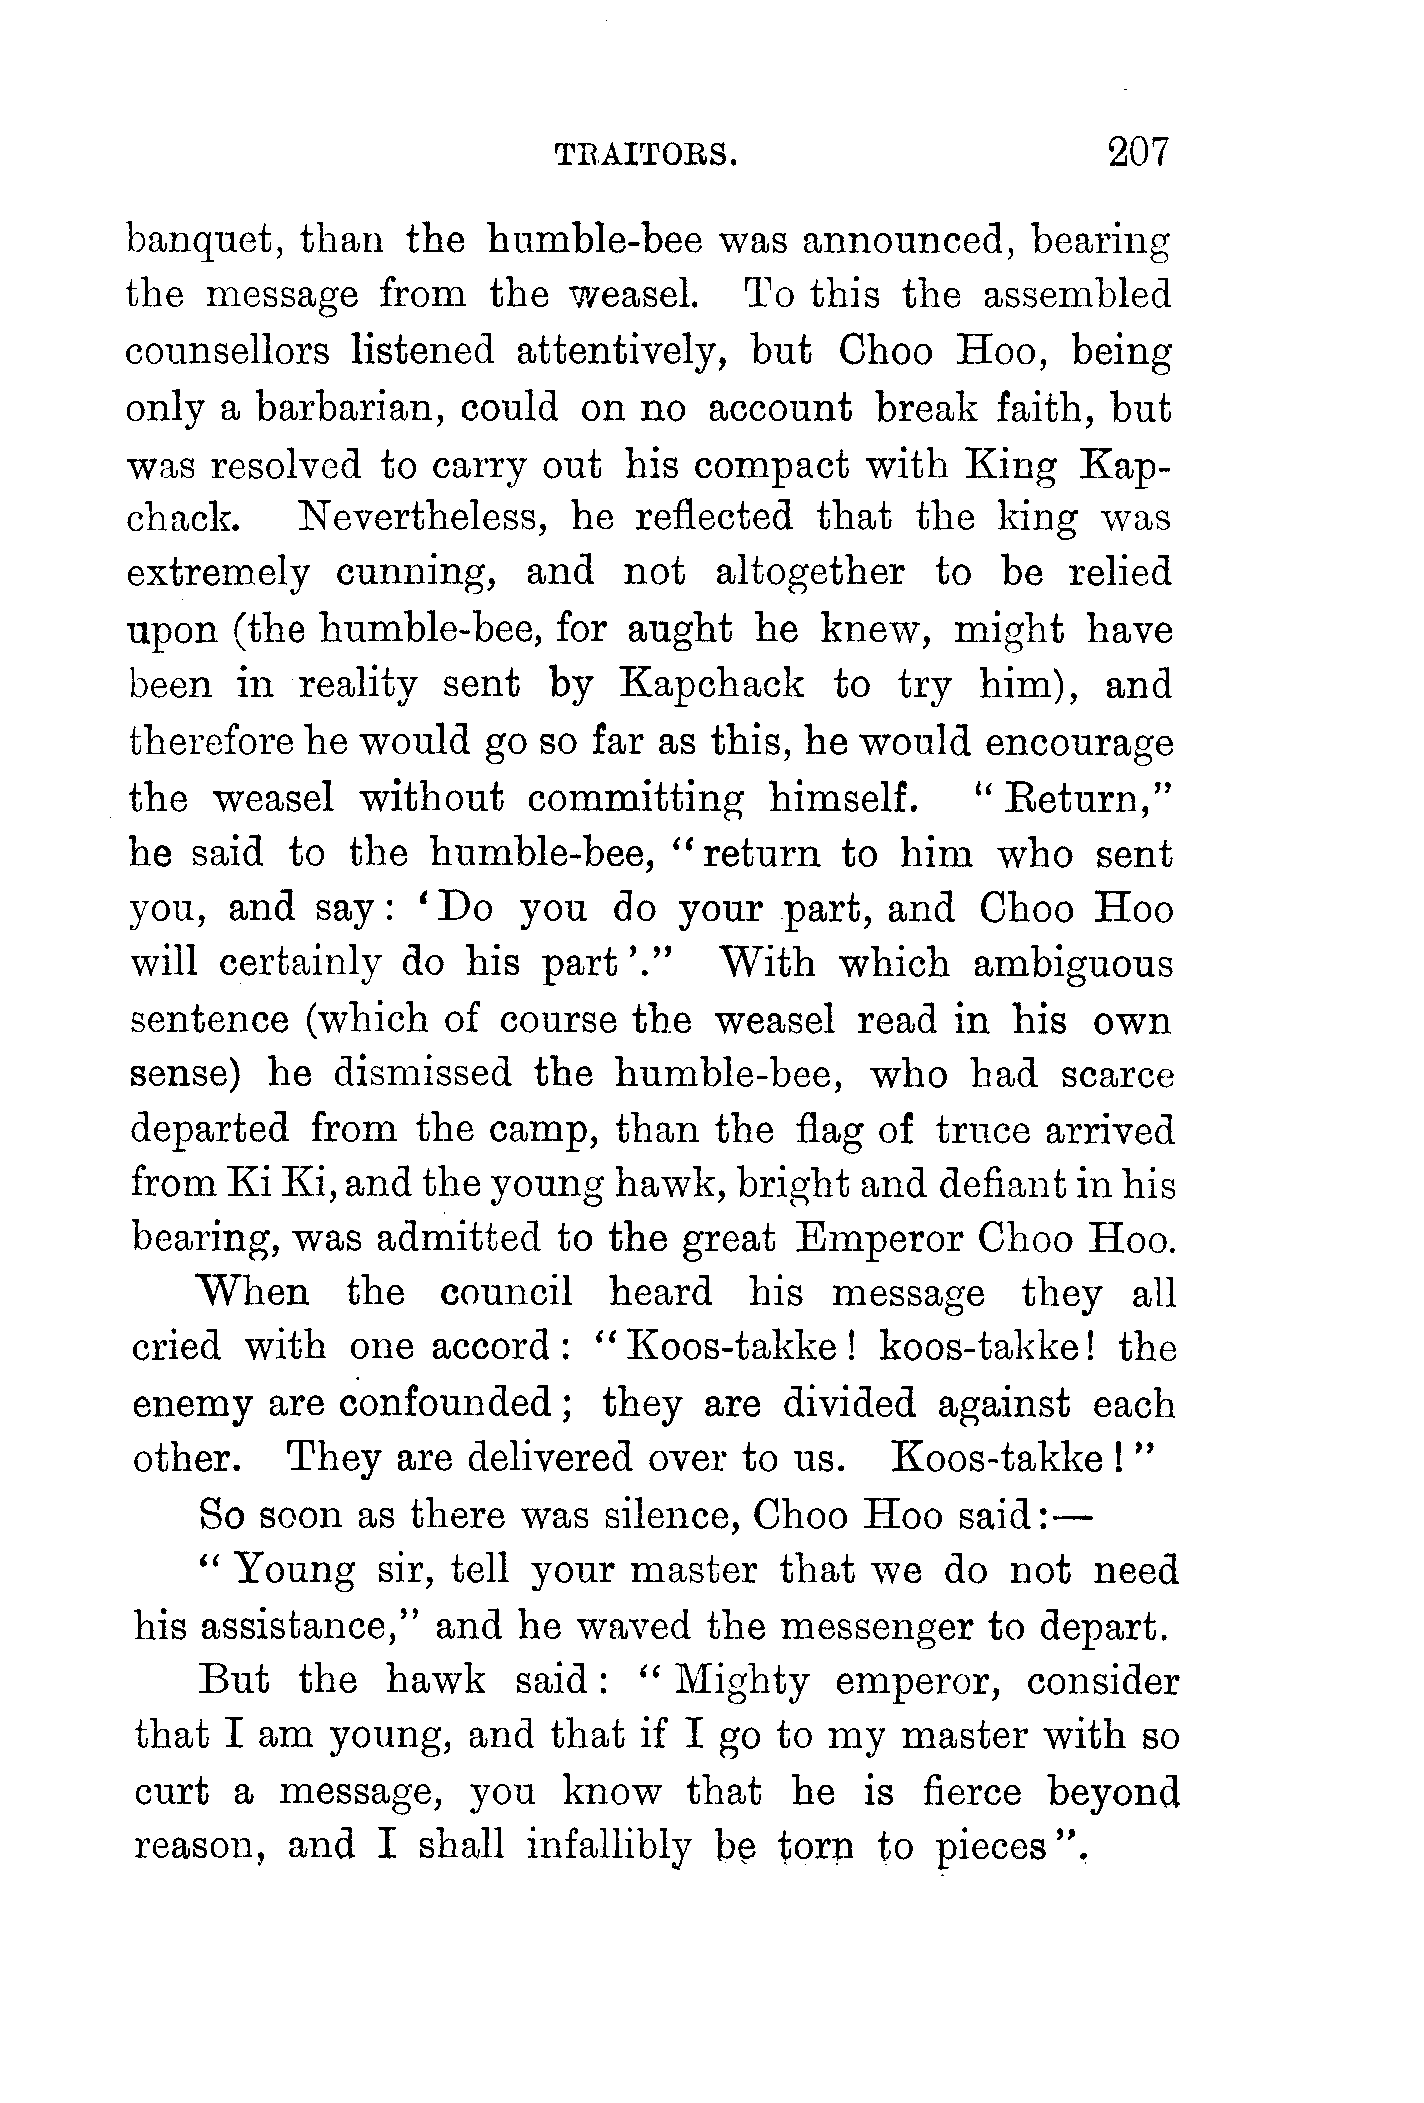 TRAITORS. 207
banquet, than the humble-bee was announced, bearing
the message from the weasel. To this the assembled
counsellors listened attentively, but Choo Hoo, being
only a barbarian, could on no account break faith, but
was resolved to carry out his compact with King Kap-
chack. Nevertheless, he reflected that the king was
extremely cunning, and not altogether to be relied
upon (the humble-bee, for aught he knew, might have
been in reality sent by Kapchack to try him), and
therefore he would go so far as this, he would encourage
the weasel without committing himself. “ Return,”
he said to the humble-bee, “ return to him who sent
you, and say : ‘ Do you do your part, and Choo Hoo
will certainly do his part ’.” With which ambiguous
sentence (which of course the weasel read in his own
sense) he dismissed the humble-bee, who had scarce
departed from the camp, than the flag of truce arrived
from Ki Ki, and the young hawk, bright and defiant in his
bearing, was admitted to the great Emperor Choo Hoo.
When the council heard his message they all
cried with one accord : “ Koos-takke ! koos-takke! the
enemy are confounded ; they are divided against each
other. They are delivered over to us. Koos-takke ! ”
So soon as there was silence, Choo Hoo said:—
“ Young sir, tell your master that we do not need
his assistance,” and he waved the messenger to depart.
But the hawk said : “ Mighty emperor, consider
that I am young, and that if I go to my master with so
curt a message, you know that he is fierce beyond
reason, and I shall infallibly be torn to pieces ”.